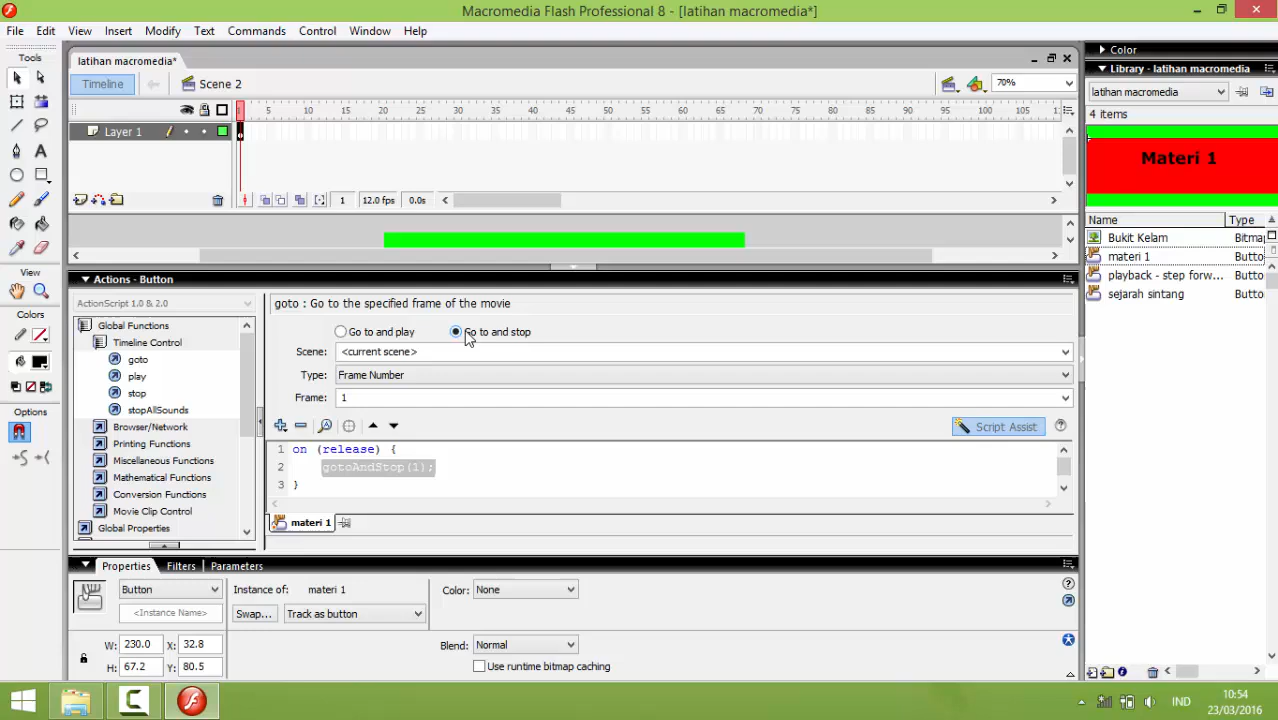 Macromedia Flash Professional 8 - [latihan macromedia*]
File Edit View Insert Modify Text Commands Control Window Help
Tools
latihan macromedia*
Timeline
Scene 2
70%
5 10 15 20 25 30 35 40 45 50 55 60 65 70 75 80 85 90 95 100 105
Layer 1
1 12.0 fps 0.0s
View
Colors
Options
Actions - Button
ActionScript 1.0 & 2.0
Global Functions
Timeline Control
goto
play
stop
stopAllSounds
Browser/Network
Printing Functions
Miscellaneous Functions
Mathematical Functions
Conversion Functions
Movie Clip Control
Global Properties
goto : Go to the specified frame of the movie
Go to and play
Go to and stop
Scene: <current scene>
Type: Frame Number
Frame: 1
Script Assist
1 on (release) {
2 gotoAndStop(1);
3 }
materi 1
Properties Filters Parameters
Button
<Instance Name>
Instance of: materi 1
Swap... Track as button
Color: None
W: 230.0 X: 32.8
H: 67.2 Y: 80.5
Blend: Normal
Use runtime bitmap caching
Color
Library - latihan macromedia
latihan macromedia
4 items
Materi 1
Name Type
Bukit Kelam Bitma
materi 1 Butto
playback - step forw... Butto
sejarah sintang Butto
IND
10:54
23/03/2016